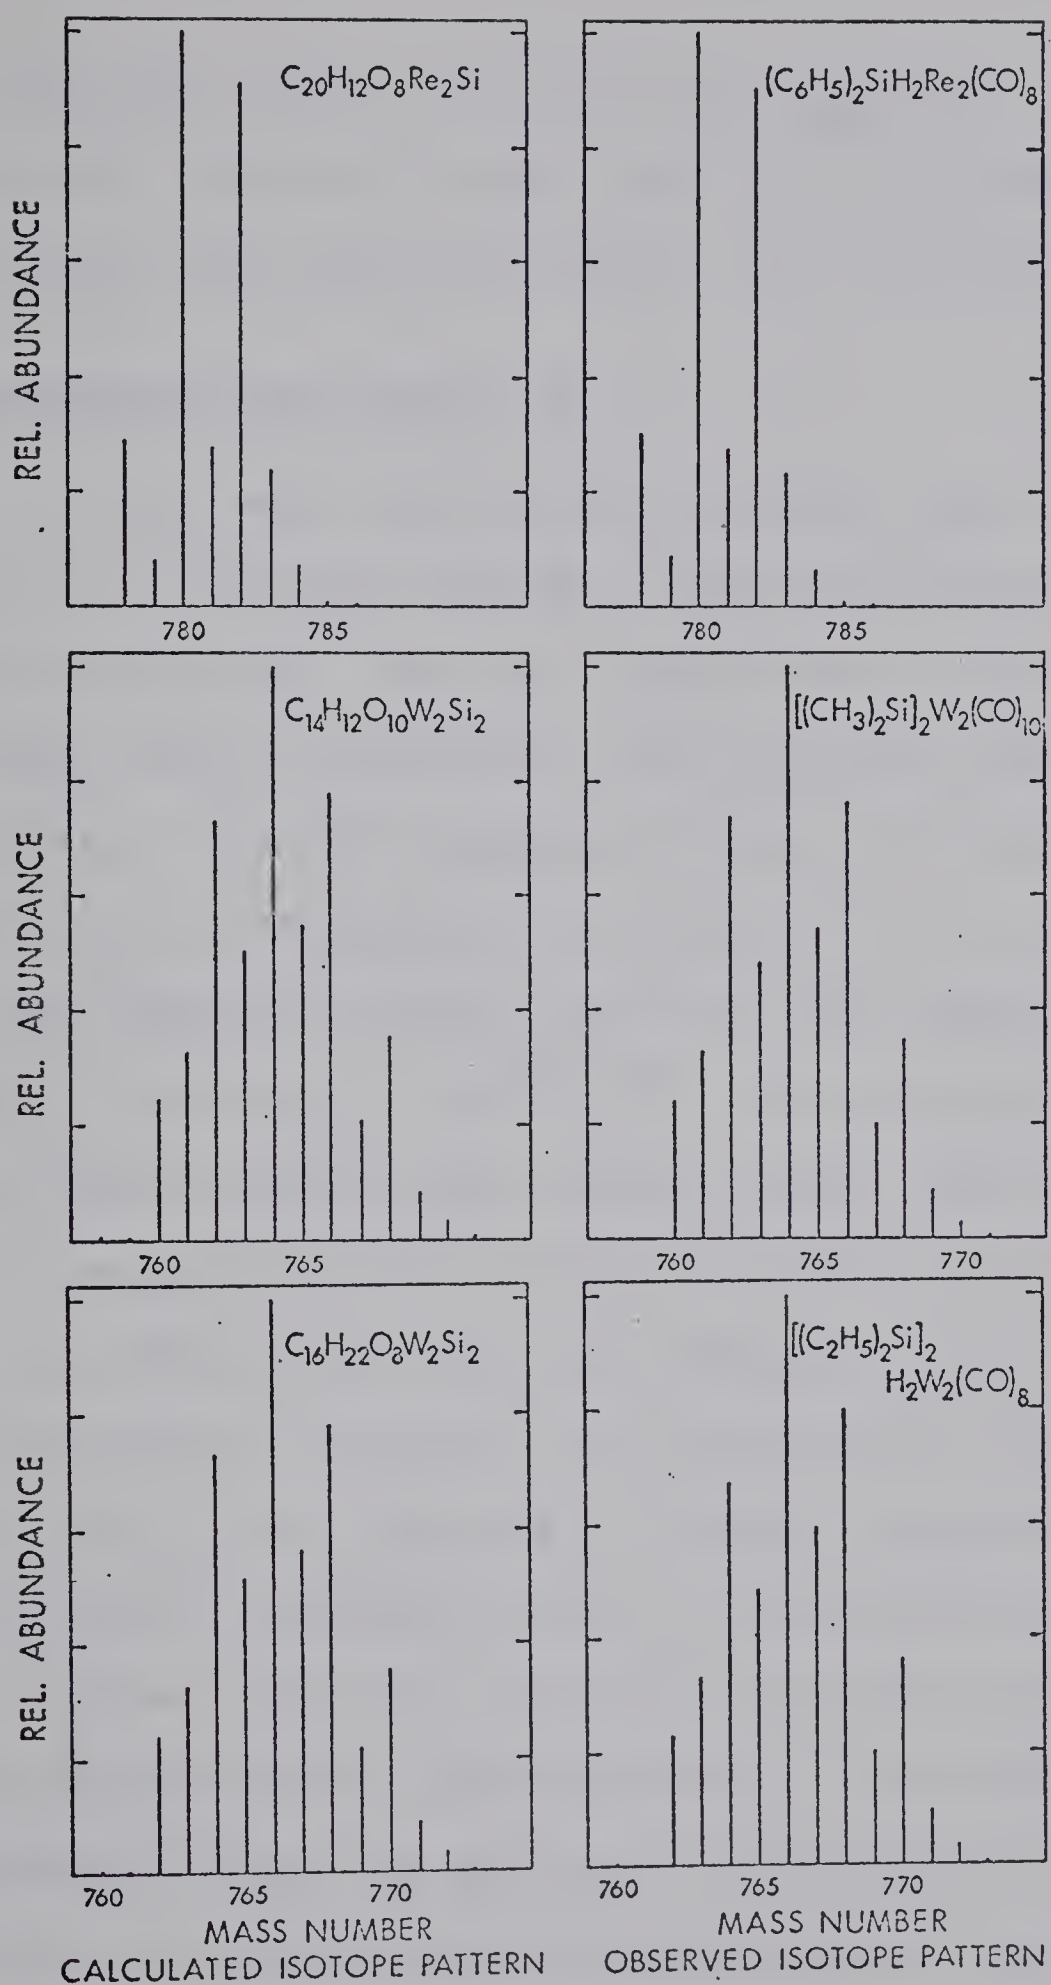 REL. ABUNDANCE
C₂₀H₁₂O₈Re₂Si
780 785
(C₆H₅)₂SiH₂Re₂(CO)₈
780 785
REL. ABUNDANCE
C₁₄H₁₂O₁₀W₂Si₂
760 765
[(CH₃)₂Si]₂W₂(CO)₁₀
760 765 770
REL. ABUNDANCE
C₁₆H₂₂O₈W₂Si₂
760 765 770
MASS NUMBER
CALCULATED ISOTOPE PATTERN
[(C₂H₅)₂Si]₂
H₂W₂(CO)₈
760 765 770
MASS NUMBER
OBSERVED ISOTOPE PATTERN